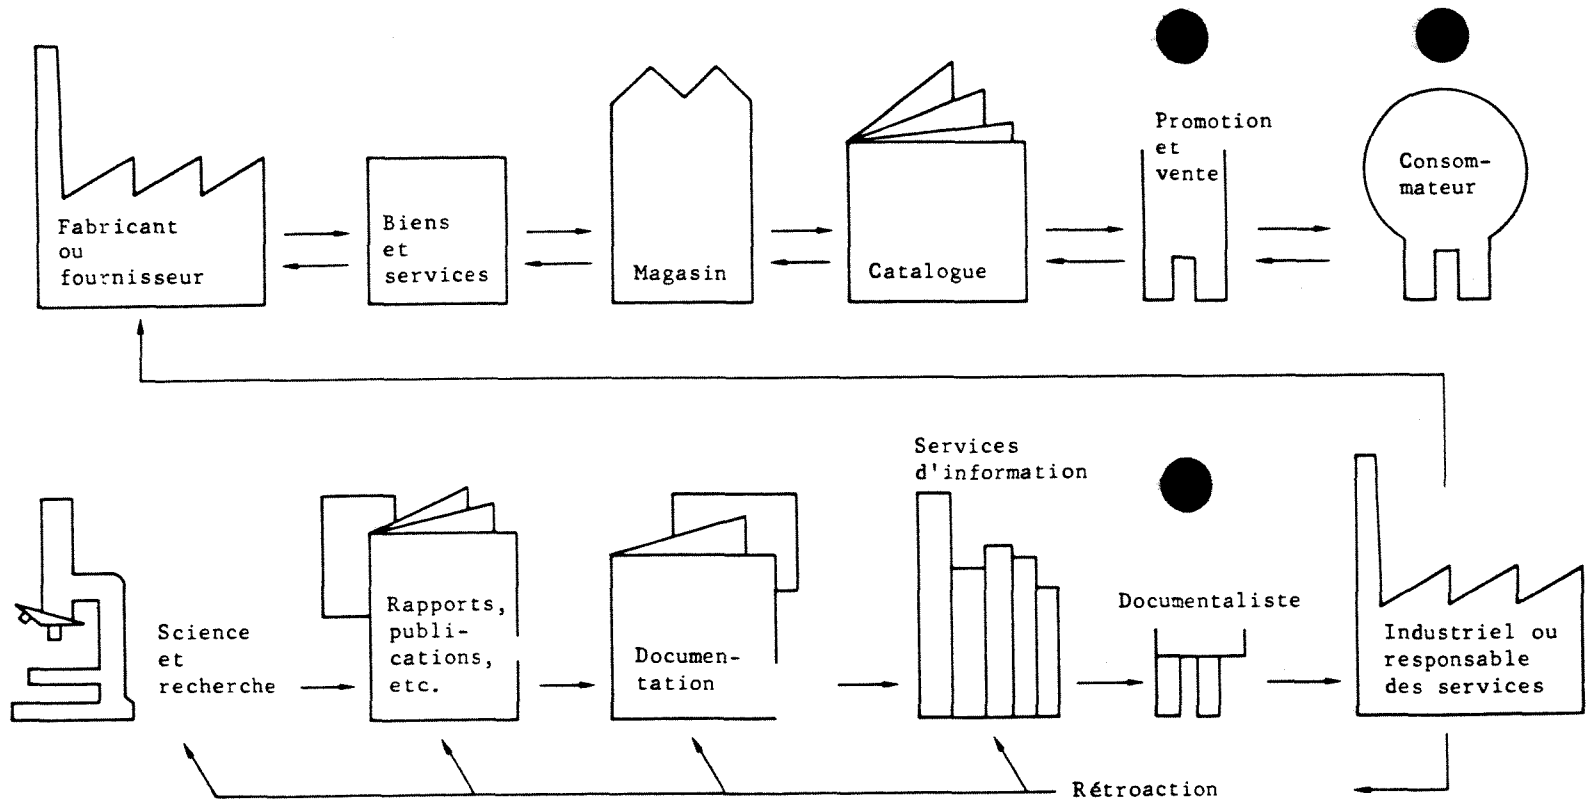 Fabricant
ou
fournisseur
Biens
et
services
Magasin
Catalogue
Promotion
et
vente
Consom-
mateur
Science
et
recherche
Rapports,
publi-
cations,
etc.
Documen-
tation
Services
d'information
Documentaliste
Industriel ou
responsable
des services
Rétroaction